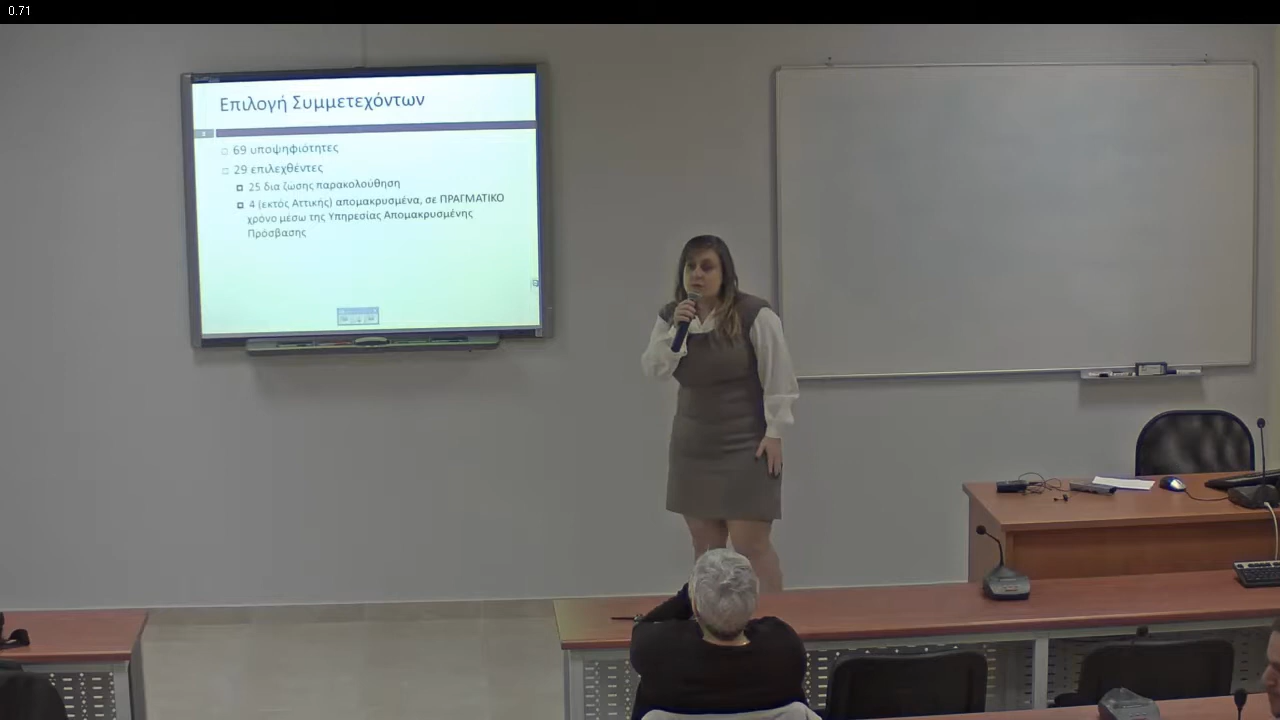 0.71
Επιλογή Συμμετεχόντων
69 υποψηφιότητες
29 επιλεχθέντες
25 δια ζωσης παρακολούθηση
4 (εκτός Αττικής) απομακρυσμένα, σε ΠΡΑΓΜΑΤΙΚΟ
χρόνο μέσω της Υπηρεσίας Απομακρυσμένης
Πρόσβασης